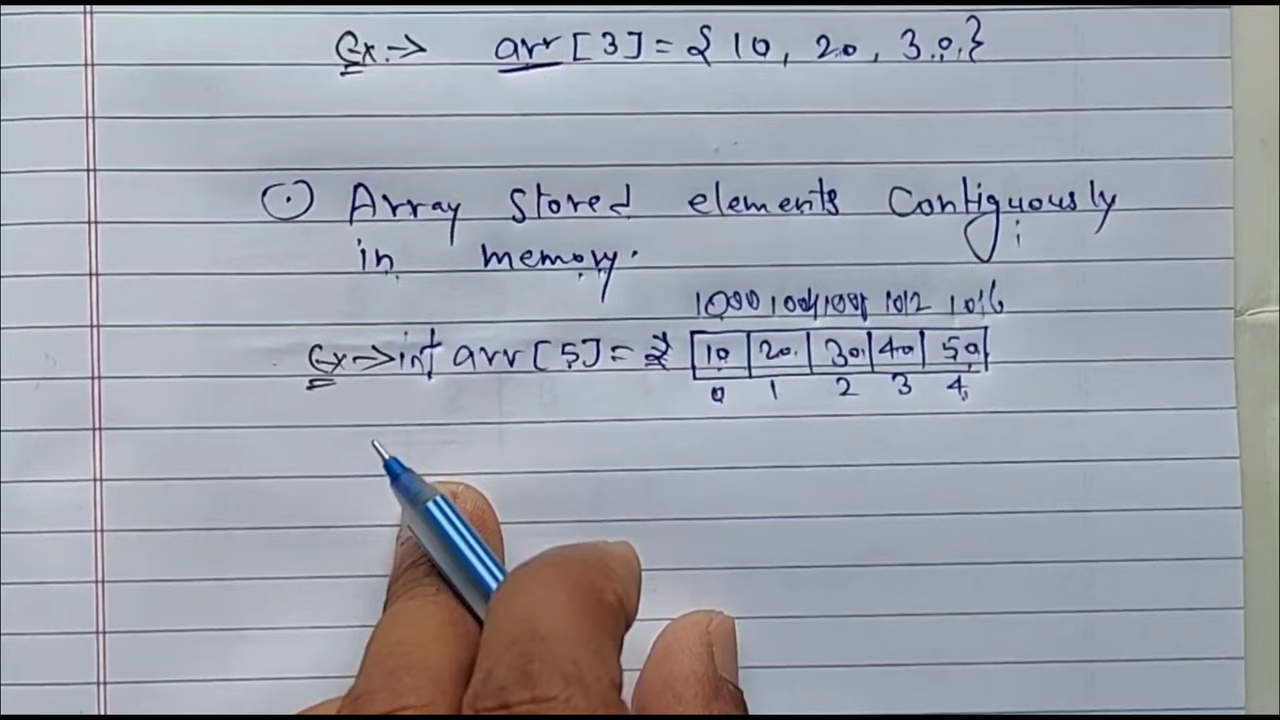 Ex.-> arr[3] = { 10, 20, 30,}
Array stored elements contiguously
in memory.
1000 1004 1008 1012 1016
Ex-> int arr[5] = { 10 20 30 40 50
0 1 2 3 4